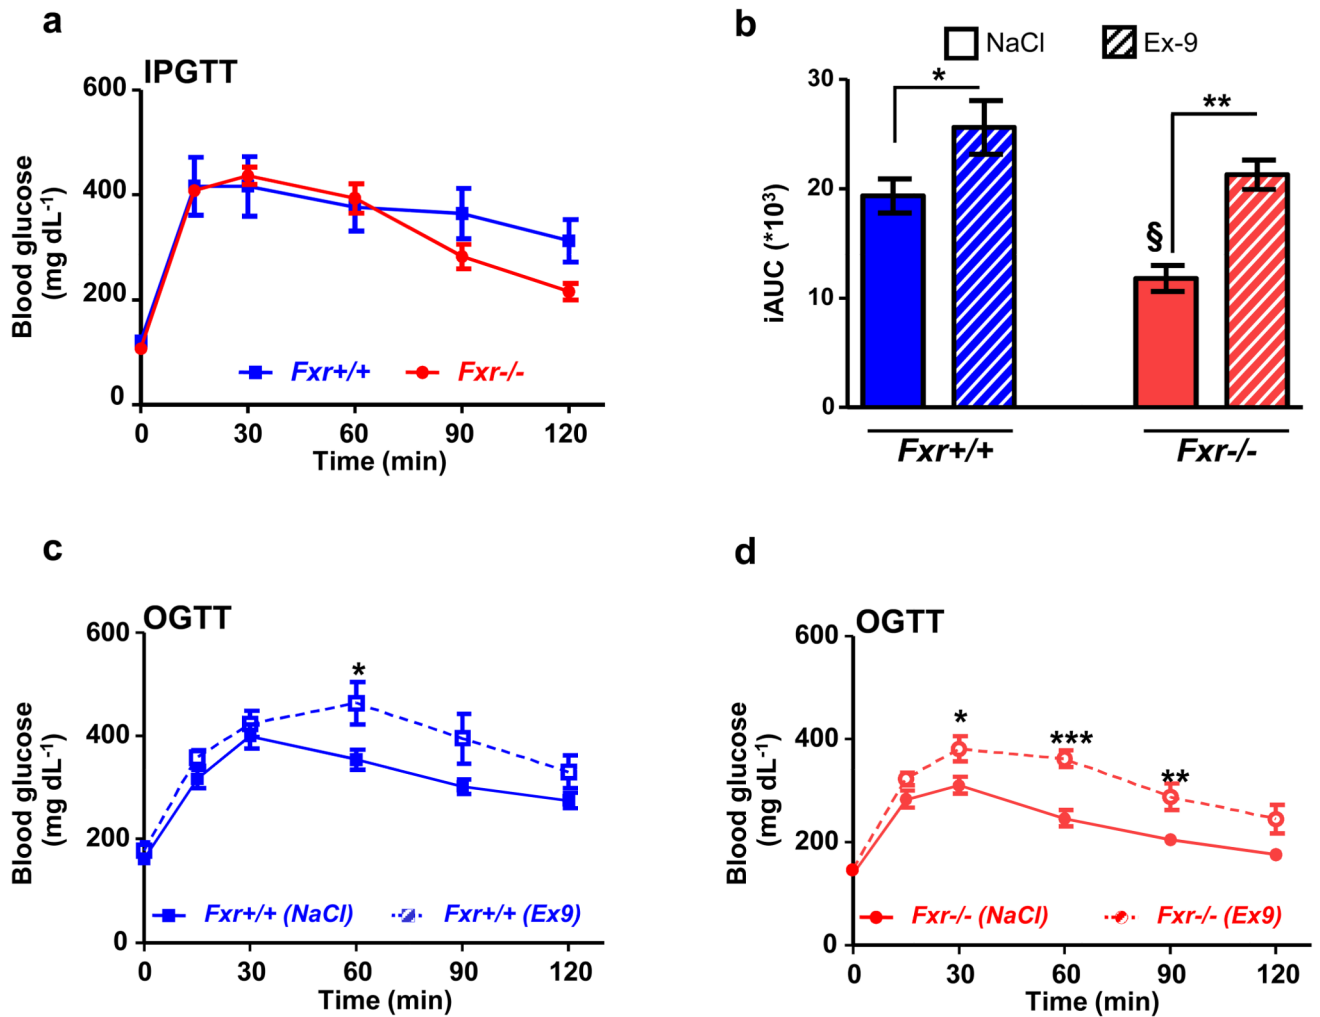 a
IPGTT
600
400
200
0
Blood glucose
(mg dL-1)
Fxr+/+
Fxr-/-
0 30 60 90 120
Time (min)
b
NaCl
Ex-9
30
20
10
0
iAUC (*103)
*
**
§
Fxr+/+
Fxr-/-
c
OGTT
600
400
200
0
Blood glucose
(mg dL-1)
*
Fxr+/+ (NaCl)
Fxr+/+ (Ex9)
0 30 60 90 120
Time (min)
d
OGTT
600
400
200
0
Blood glucose
(mg dL-1)
*
***
**
Fxr-/- (NaCl)
Fxr-/- (Ex9)
0 30 60 90 120
Time (min)